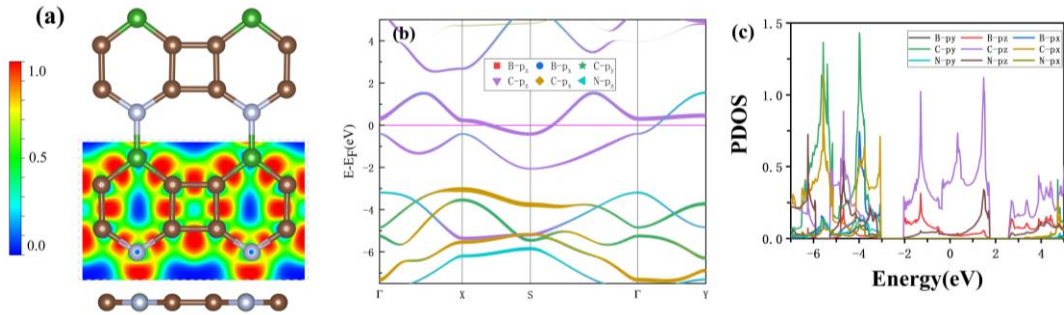 (a)
1.0
0.5
0.0
(b)
E-EF(eV)
4
2
0
-2
-4
-6
B-pz B-px C-py
C-pz C-px N-pz
Γ X S Γ Y
(c)
PDOS
1.5
1.0
0.5
0.0
B-py B-pz B-px
C-py C-pz C-px
N-py N-pz N-px
-6 -4 -2 0 2 4
Energy(eV)